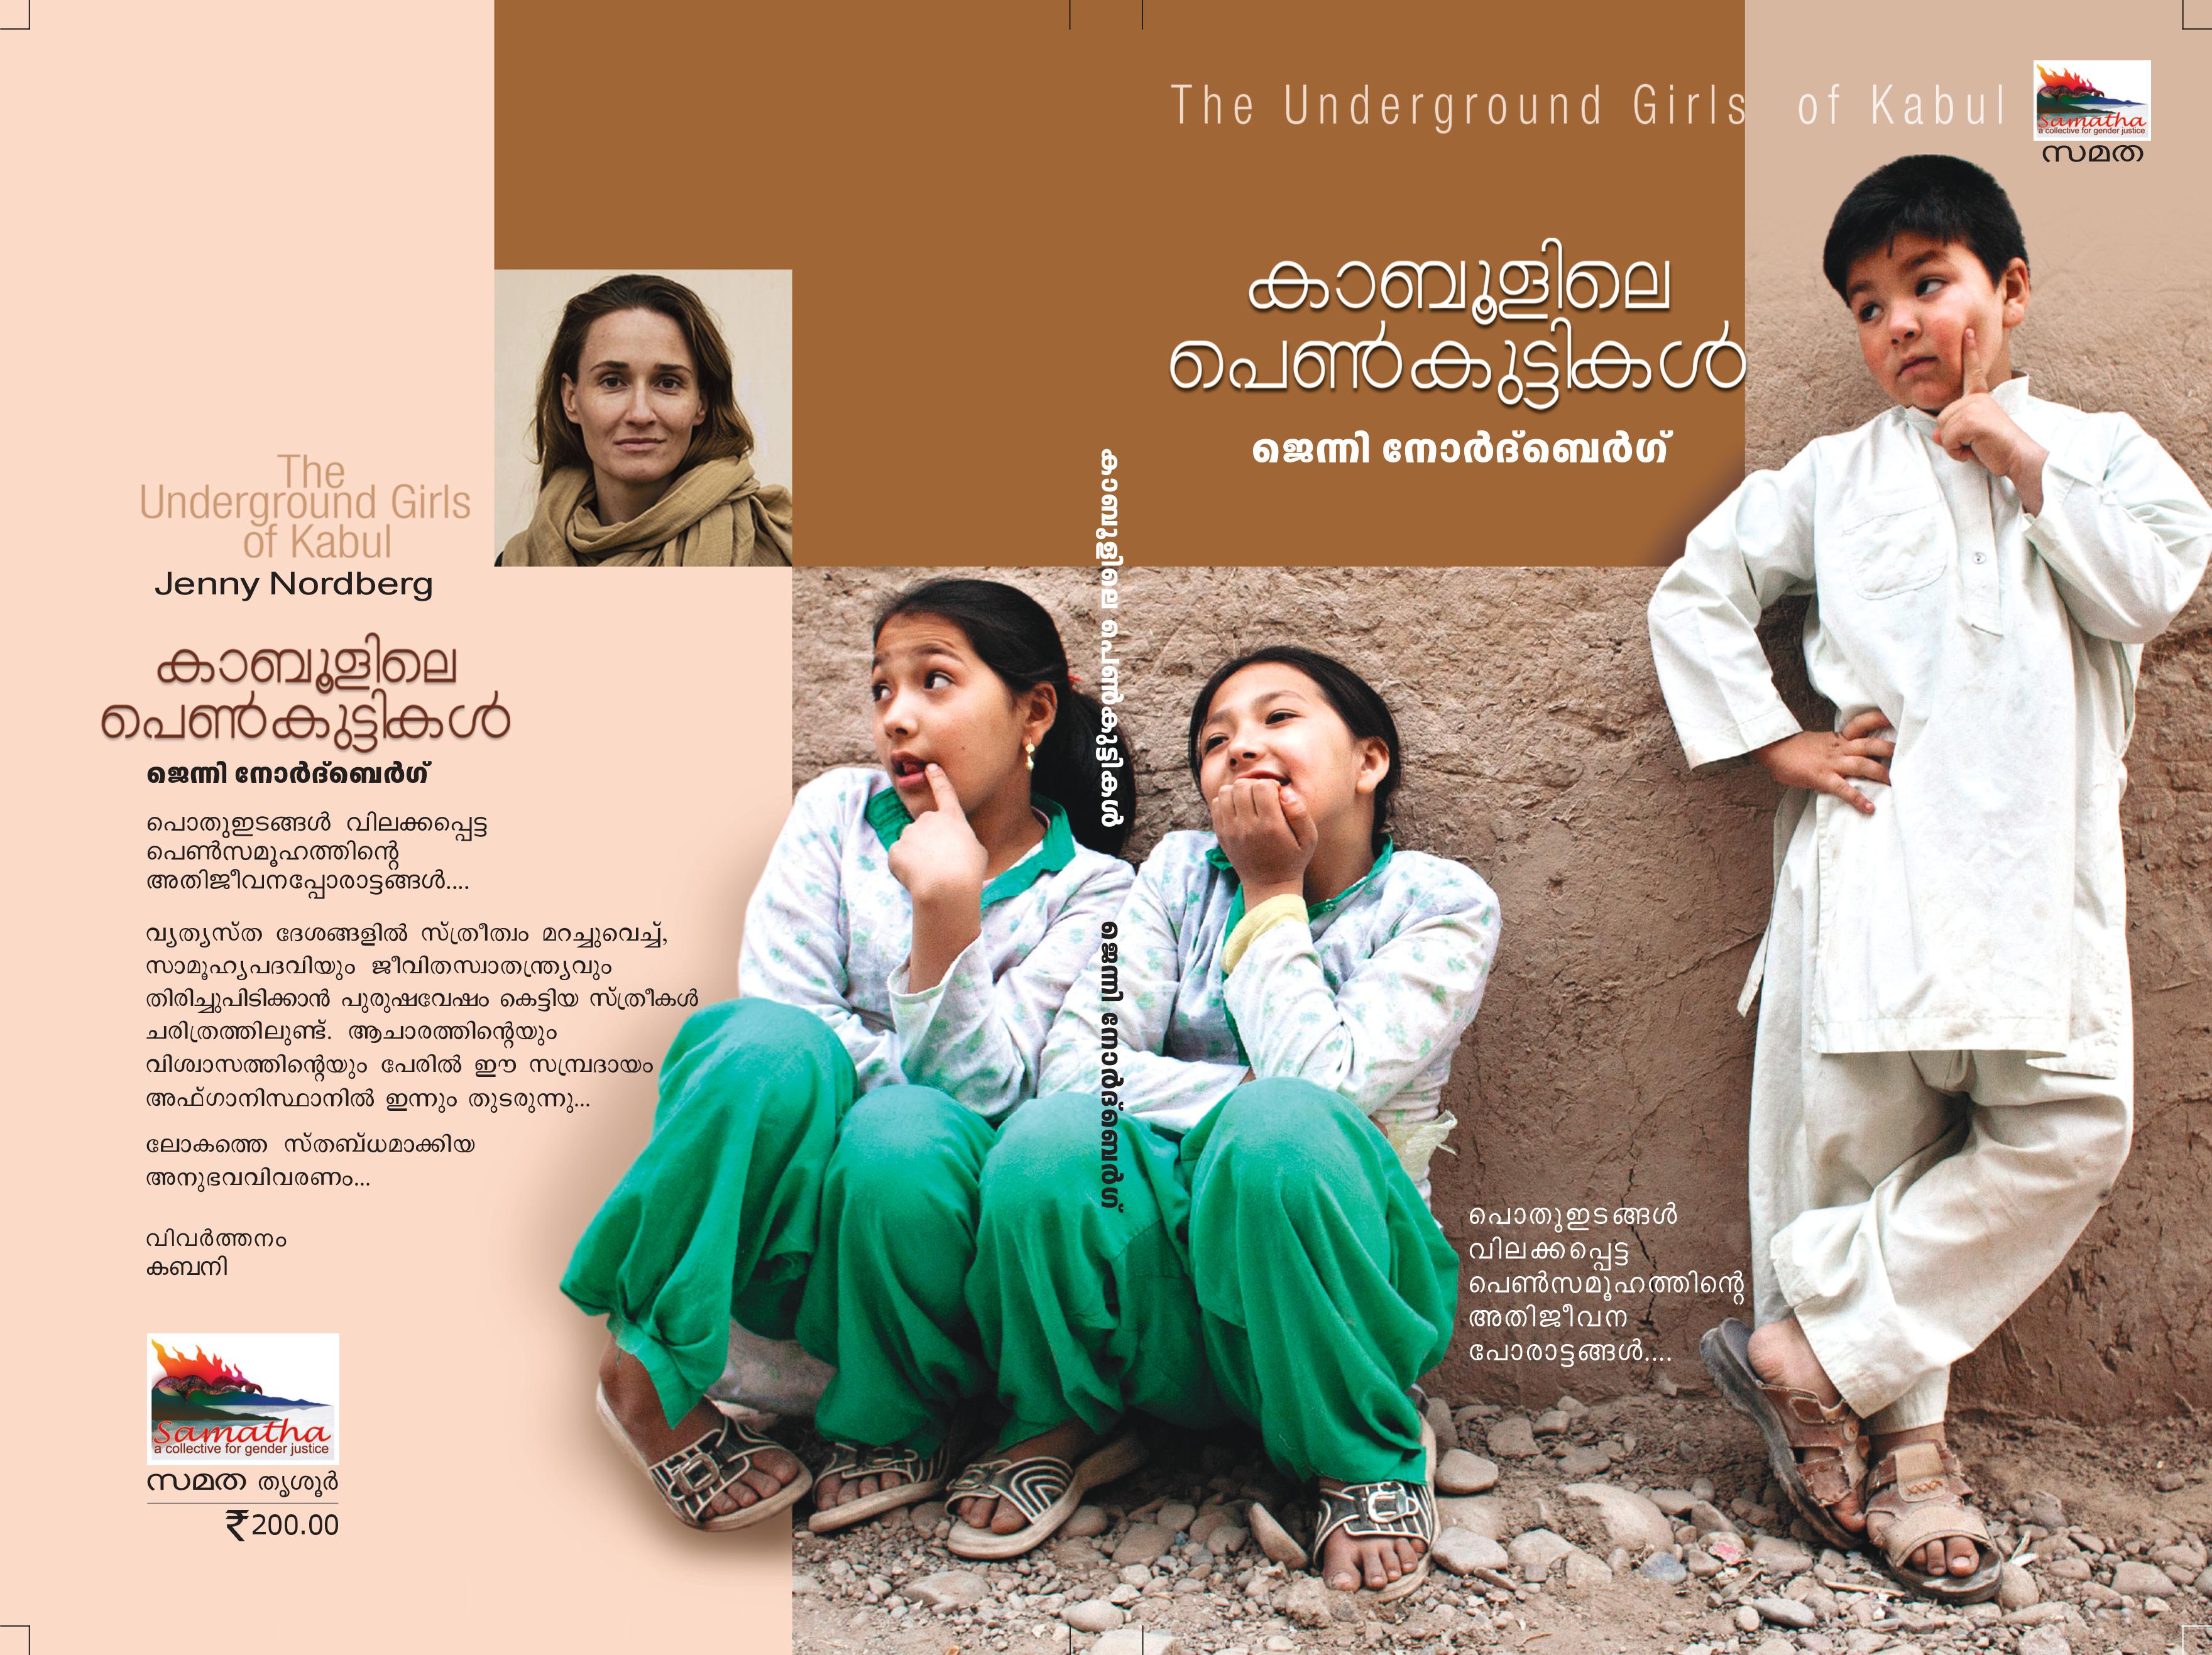 The
Underground Girls
of Kabul
Jenny Nordberg
കാബൂളിലെ
പെൺകുട്ടികൾ
ജെന്നി നോർദ്ബെർഗ്
പൊതുഇടങ്ങൾ വിലക്കപ്പെട്ട
പെൺസമൂഹത്തിന്റെ
അതിജീവനപ്പോരാട്ടങ്ങൾ....
വ്യത്യസ്ത ദേശങ്ങളിൽ സ്ത്രീത്വം മറച്ചുവെച്ച്,
സാമൂഹ്യപദവിയും ജീവിതസ്വാതന്ത്ര്യവും
തിരിച്ചുപിടിക്കാൻ പുരുഷവേഷം കെട്ടിയ സ്ത്രീകൾ
ചരിത്രത്തിലുണ്ട്. ആചാരത്തിന്റെയും
വിശ്വാസത്തിന്റെയും പേരിൽ ഈ സമ്പ്രദായം
അഫ്ഗാനിസ്ഥാനിൽ ഇന്നും തുടരുന്നു...
ലോകത്തെ സ്തബ്ധമാക്കിയ
അനുഭവവിവരണം...
വിവർത്തനം
കബനി
Samatha
a collective for gender justice
സമത തൃശൂർ
₹200.00
കാബൂളിലെ പെൺകുട്ടികൾ
ജെന്നി നോർദ്ബെർഗ്
The Underground Girls of Kabul
Samatha
a collective for gender justice
സമത
കാബൂളിലെ
പെൺകുട്ടികൾ
ജെന്നി നോർദ്ബെർഗ്
പൊതുഇടങ്ങൾ
വിലക്കപ്പെട്ട
പെൺസമൂഹത്തിന്റെ
അതിജീവന
പോരാട്ടങ്ങൾ....